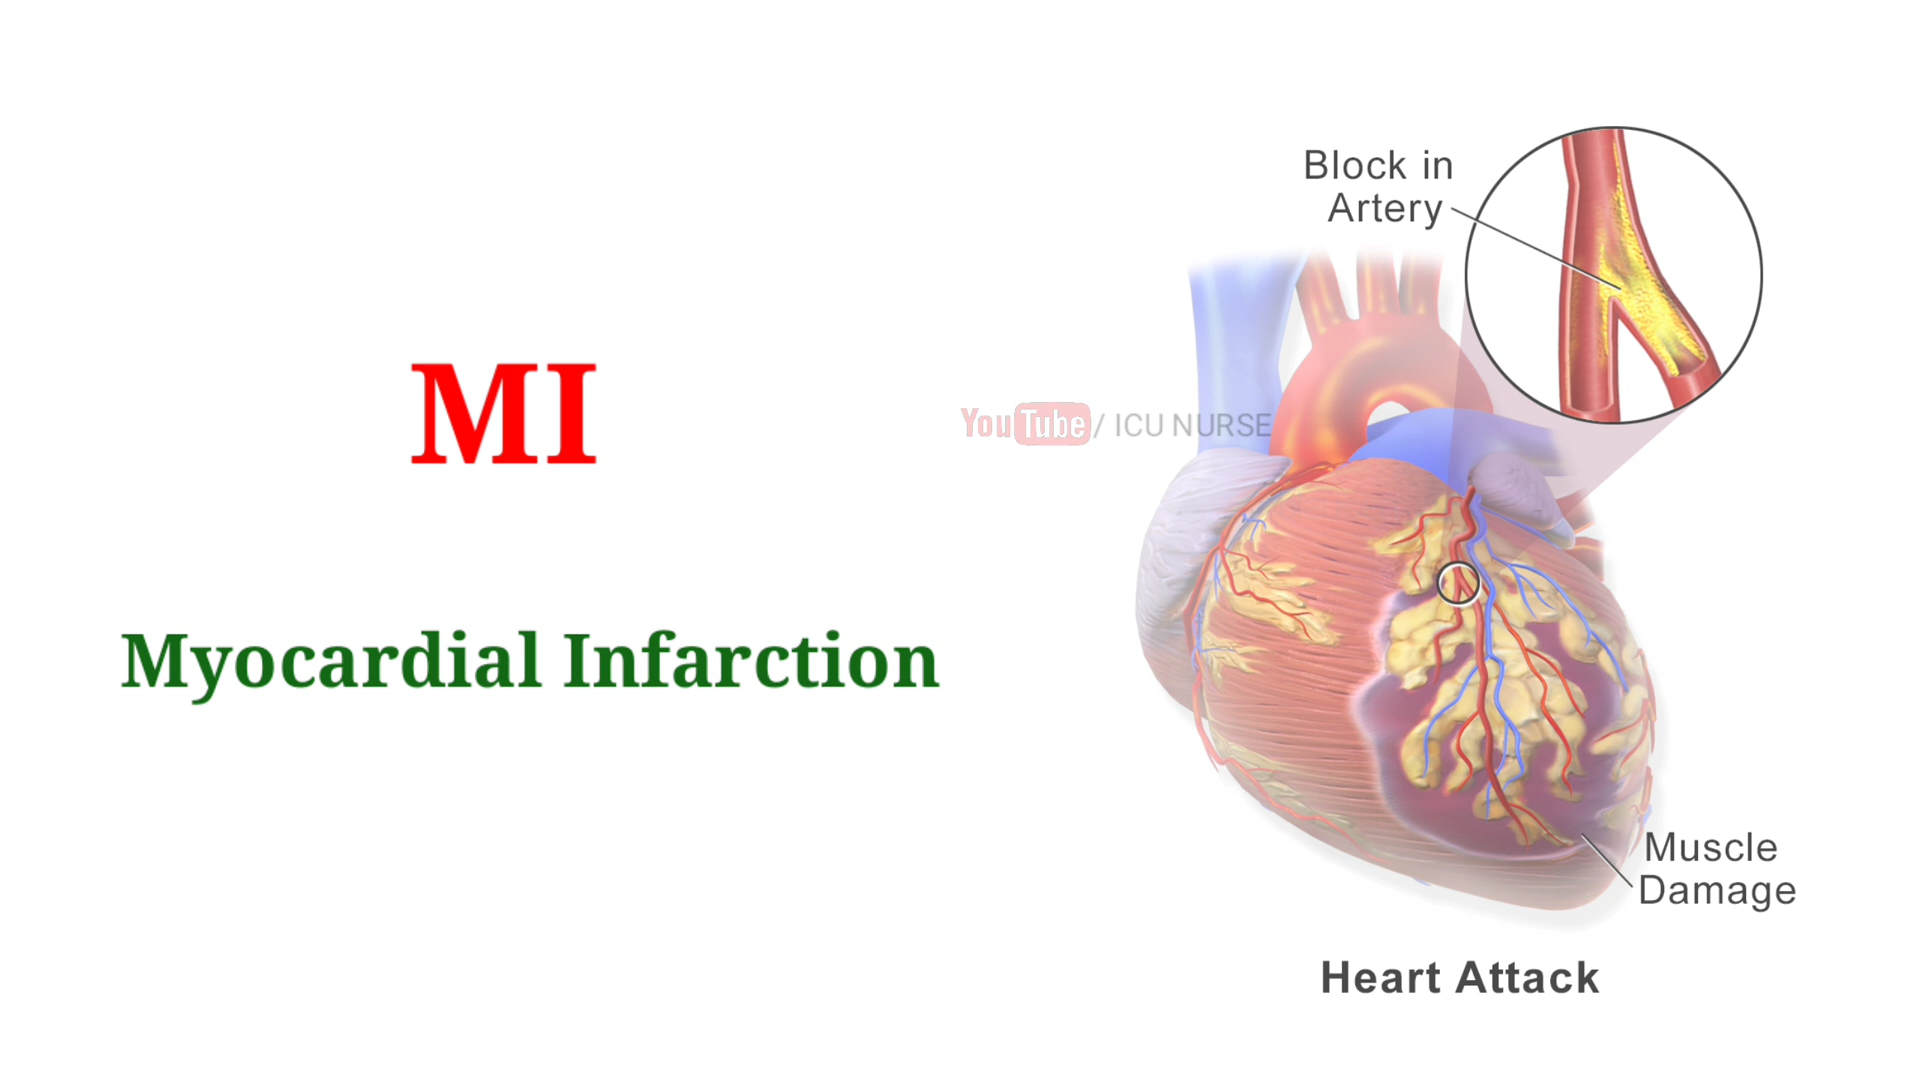 MI
Myocardial Infarction
YouTube / ICU NURSE
Block in
Artery
Muscle
Damage
Heart Attack